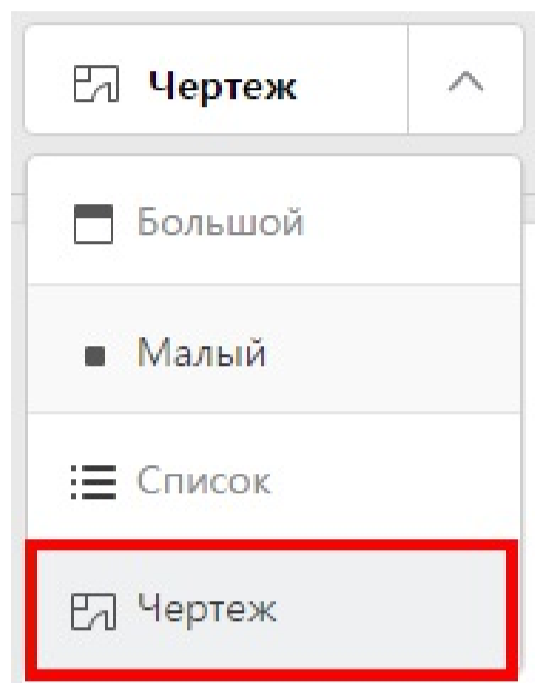 Чертеж
Большой
Малый
Список
Чертеж